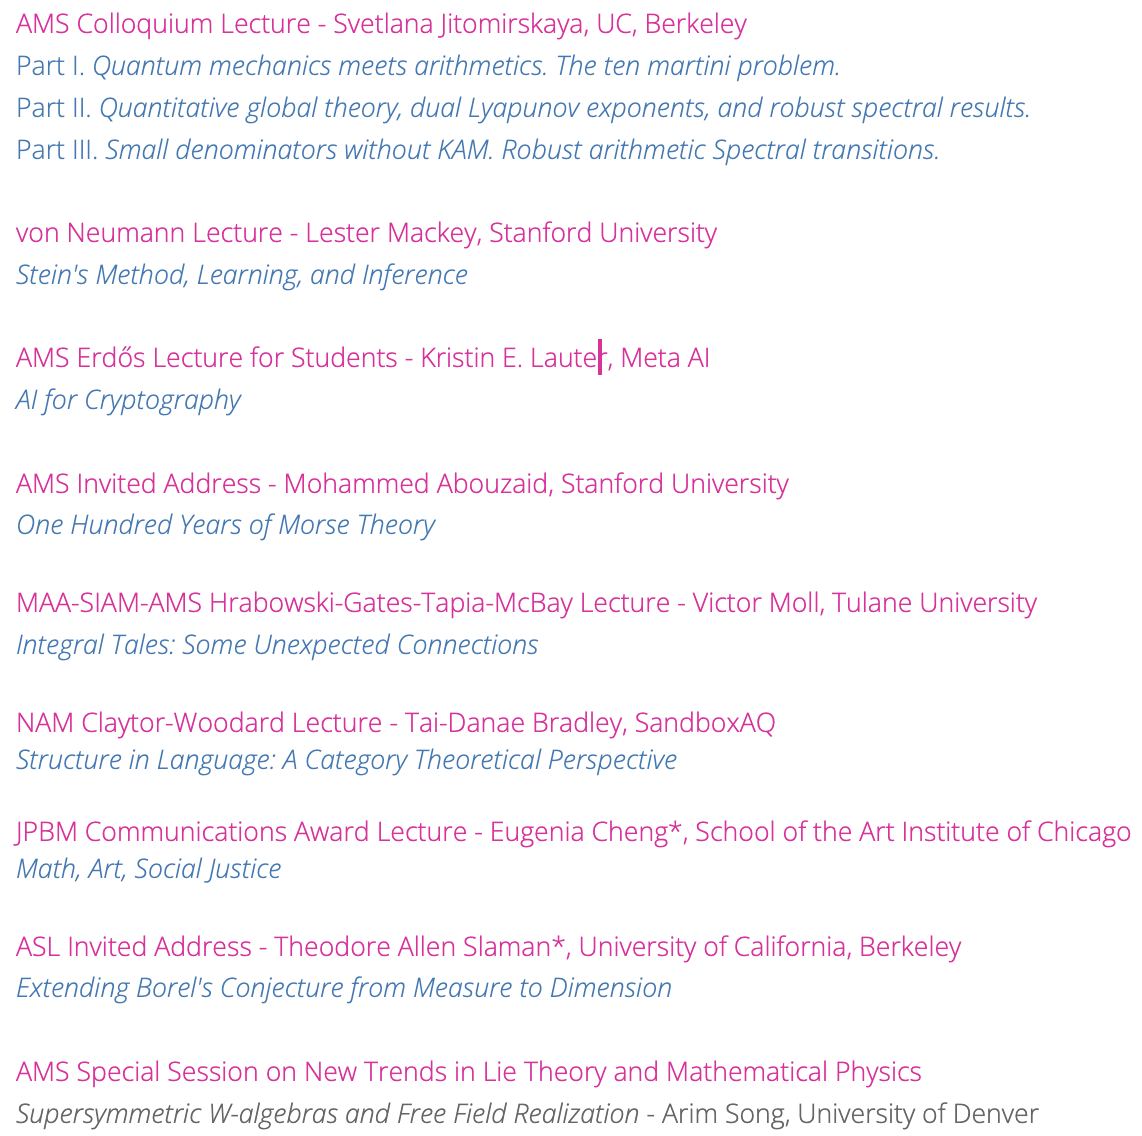 AMS Colloquium Lecture - Svetlana Jitomirskaya, UC, Berkeley
Part I. Quantum mechanics meets arithmetics. The ten martini problem.
Part II. Quantitative global theory, dual Lyapunov exponents, and robust spectral results.
Part III. Small denominators without KAM. Robust arithmetic Spectral transitions.
von Neumann Lecture - Lester Mackey, Stanford University
Stein's Method, Learning, and Inference
AMS Erdős Lecture for Students - Kristin E. Lauter, Meta AI
AI for Cryptography
AMS Invited Address - Mohammed Abouzaid, Stanford University
One Hundred Years of Morse Theory
MAA-SIAM-AMS Hrabowski-Gates-Tapia-McBay Lecture - Victor Moll, Tulane University
Integral Tales: Some Unexpected Connections
NAM Claytor-Woodard Lecture - Tai-Danae Bradley, SandboxAQ
Structure in Language: A Category Theoretical Perspective
JPBM Communications Award Lecture - Eugenia Cheng*, School of the Art Institute of Chicago
Math, Art, Social Justice
ASL Invited Address - Theodore Allen Slaman*, University of California, Berkeley
Extending Borel's Conjecture from Measure to Dimension
AMS Special Session on New Trends in Lie Theory and Mathematical Physics
Supersymmetric W-algebras and Free Field Realization - Arim Song, University of Denver